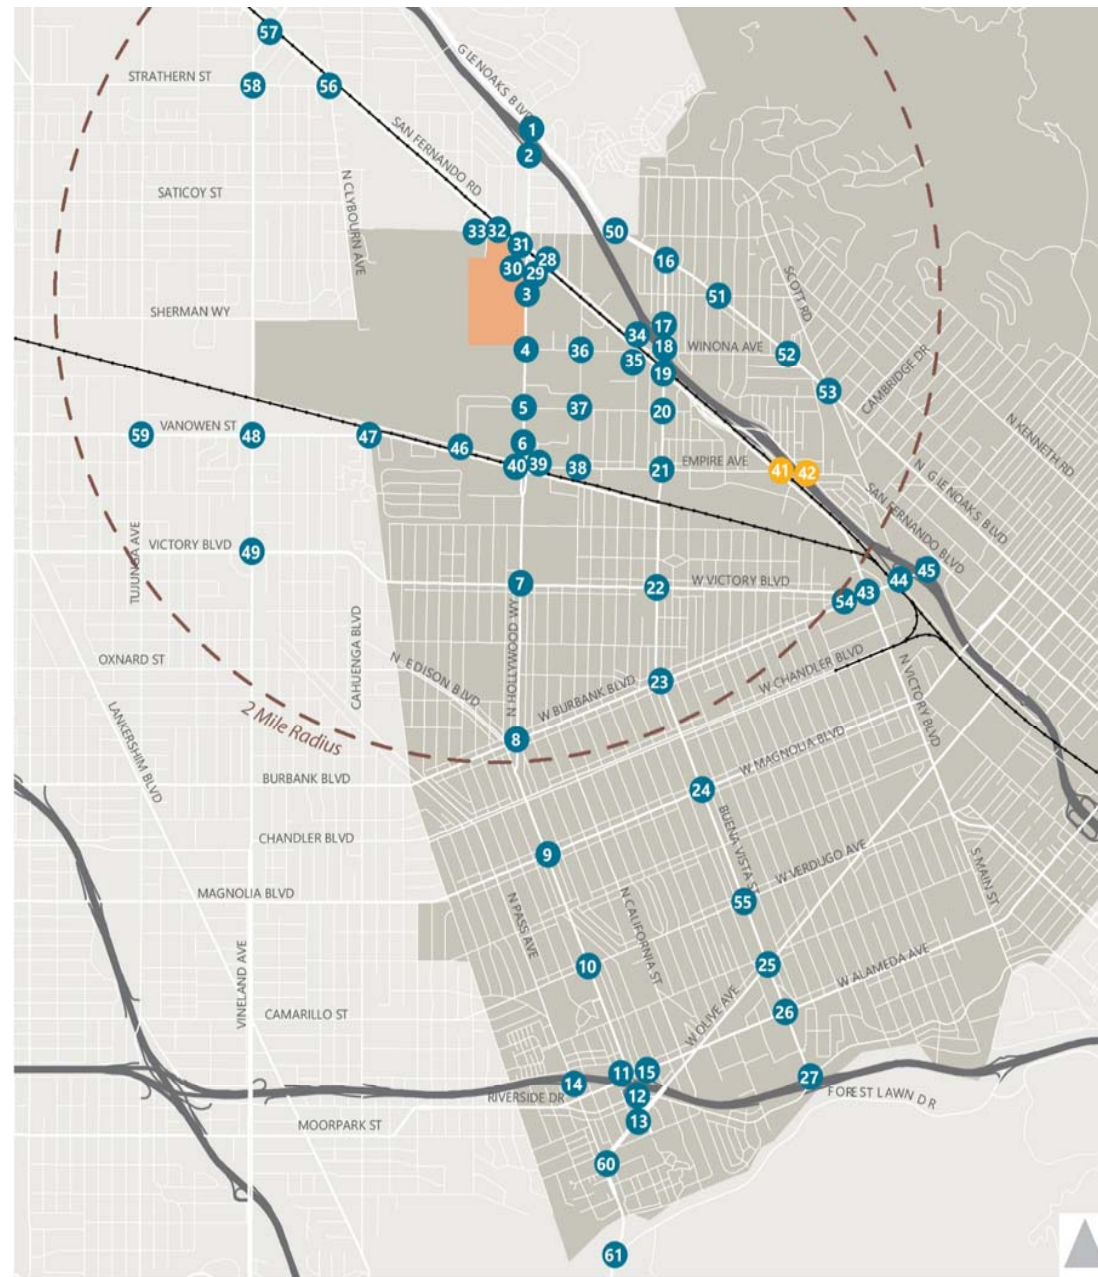 57
GlENOAKS BLVD
STRATHERN ST
58
56
1
SAN FERNANDO RD
2
SATICOY ST
N CLYBOURN AVE
33
32
50
31
28
16
30
29
SCOTT RD
3
51
SHERMAN WY
17
34
4
36
18
WINONA AVE
52
35
19
CAMBRIDGE DR
53
5
37
20
N KENNETH RD
59
VANOWEN ST
48
47
6
46
40
39
38
21
EMPIRE AVE
41
42
N GlENOAKS BLVD
SAN FERNANDO BLVD
TUJUNGA AVE
VICTORY BLVD
49
7
22
W VICTORY BLVD
44
45
54
43
CAHUENGA BLVD
N HOLLYWOOD WY
OXNARD ST
N EDISON BLVD
W BURBANK BLVD
23
W CHANDLER BLVD
N VICTORY BLVD
LANKERSHIM BLVD
2 Mile Radius
8
W MAGNOLIA BLVD
BURBANK BLVD
24
CHANDLER BLVD
9
BUENA VISTA ST
W VERDUGO AVE
S MAIN ST
MAGNOLIA BLVD
N PASS AVE
N CALIFORNIA ST
55
VINELAND AVE
10
25
W ALAMEDA AVE
W OLIVE AVE
CAMARILLO ST
26
11
15
14
27
RIVERSIDE DR
12
FOREST LAWN DR
MOORPARK ST
13
60
61